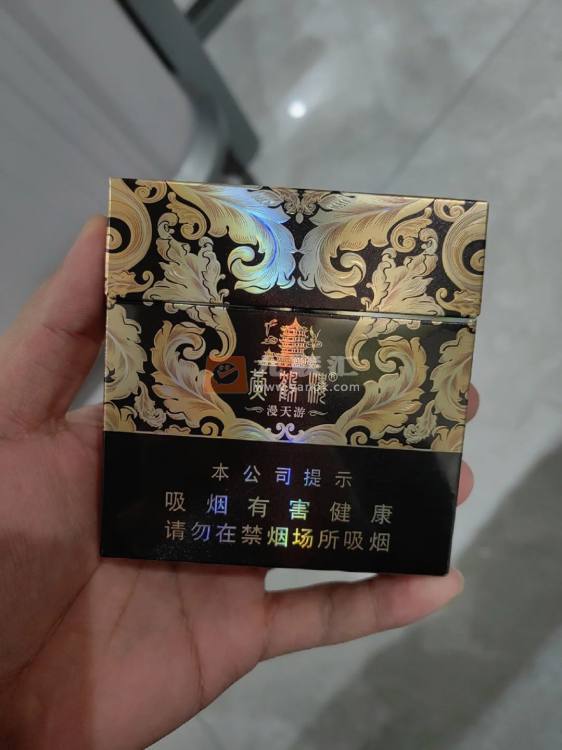 黄鹤楼®
漫天游
本公司提示
吸烟有害健康
请勿在禁烟场所吸烟